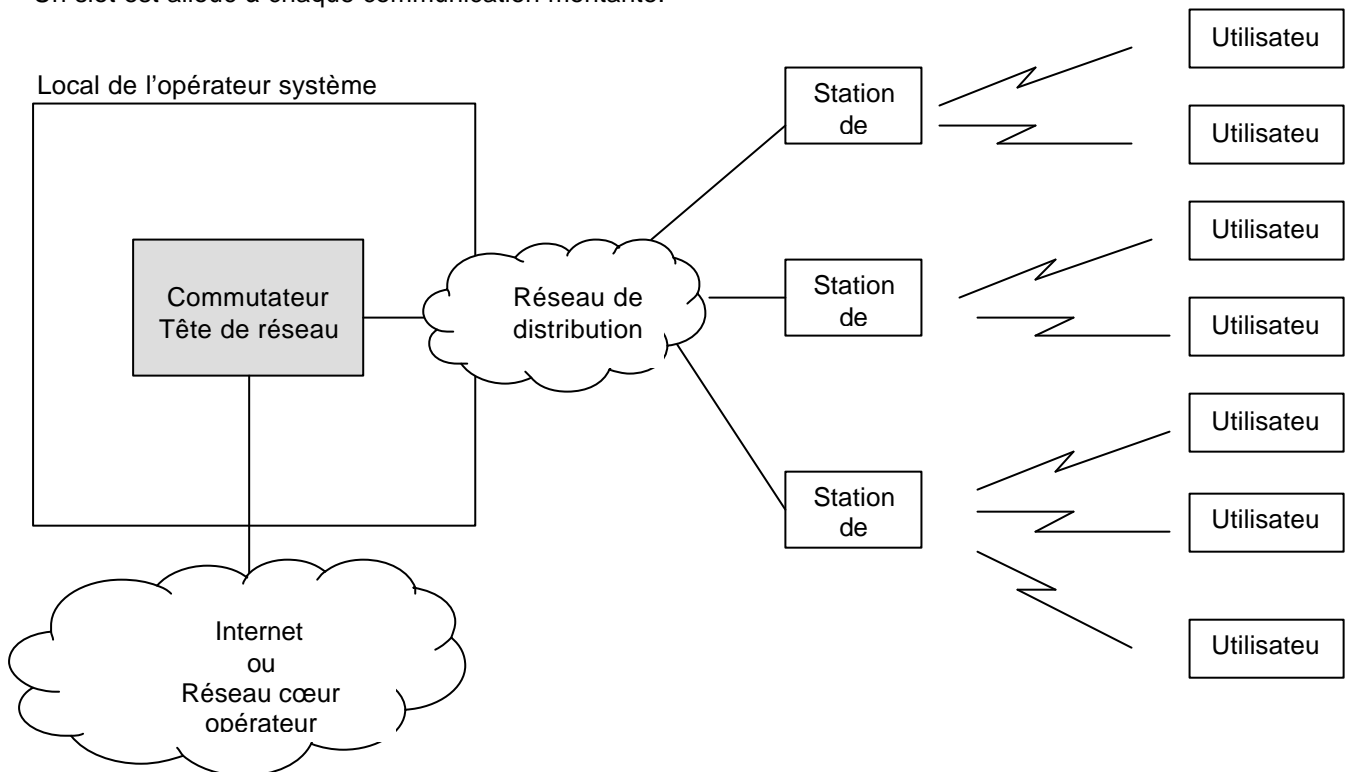 Un slot est alloué à chaque communication montante.
Local de l'opérateur système
Commutateur
Tête de réseau
Réseau de
distribution
Internet
ou
Réseau cœur
opérateur
Station
de
Station
de
Station
de
Utilisateu
Utilisateu
Utilisateu
Utilisateu
Utilisateu
Utilisateu
Utilisateu